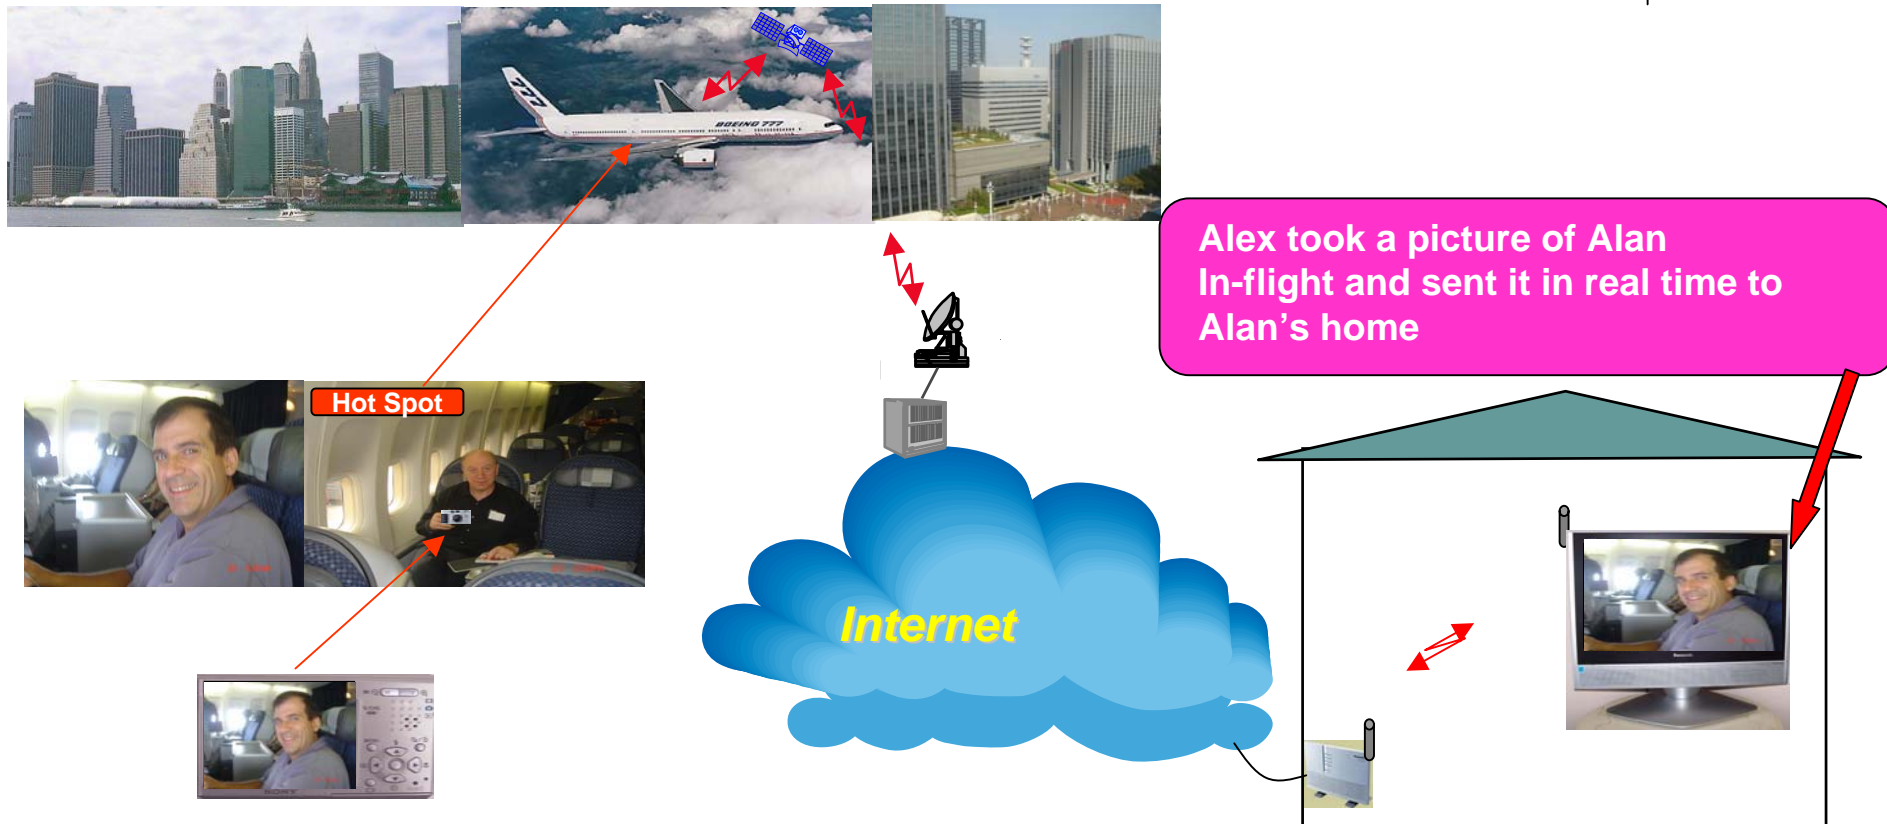 777
BOEING 777
Alex took a picture of Alan
In-flight and sent it in real time to
Alan's home
Hot Spot
Internet
SONY